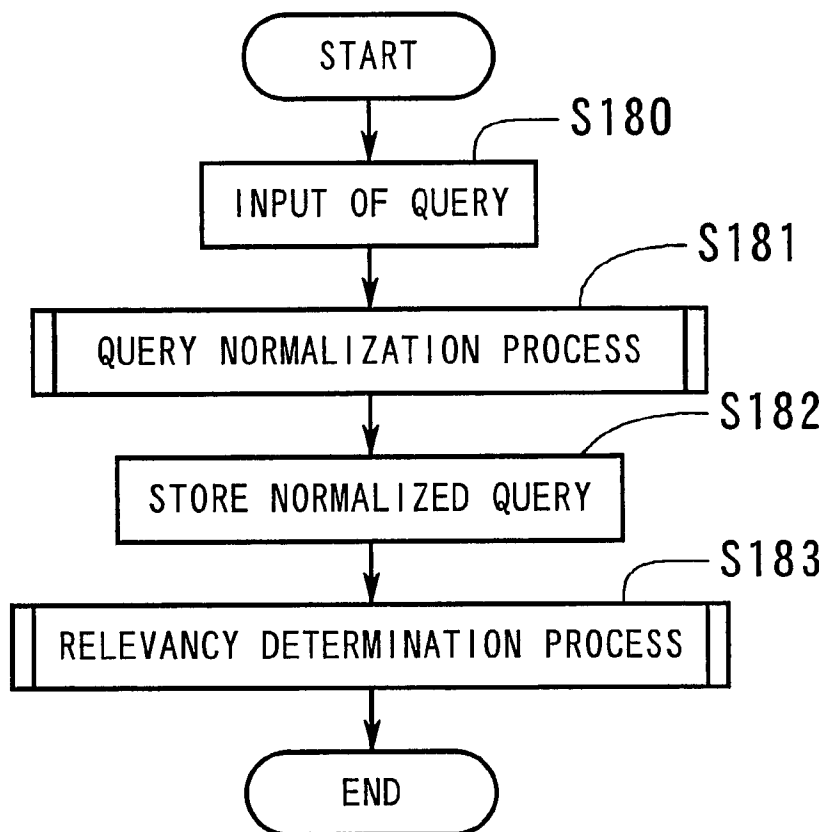 START
S180
INPUT OF QUERY
S181
QUERY NORMALIZATION PROCESS
S182
STORE NORMALIZED QUERY
S183
RELEVANCY DETERMINATION PROCESS
END